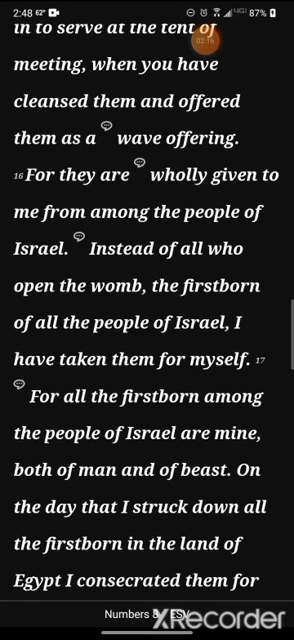 2:48 62° 87%
in to serve at the tent of
02:16
meeting, when you have
cleansed them and offered
them as a wave offering.
16 For they are wholly given to
me from among the people of
Israel. Instead of all who
open the womb, the firstborn
of all the people of Israel, I
have taken them for myself. 17
For all the firstborn among
the people of Israel are mine,
both of man and of beast. On
the day that I struck down all
the firstborn in the land of
Egypt I consecrated them for
Numbers 8 ESV
XRecorder